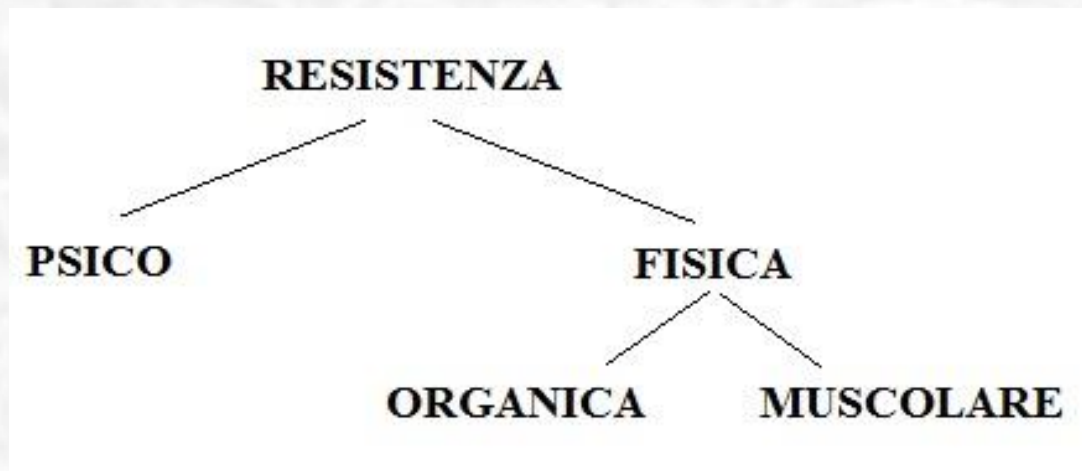 RESISTENZA
PSICO
FISICA
ORGANICA
MUSCOLARE